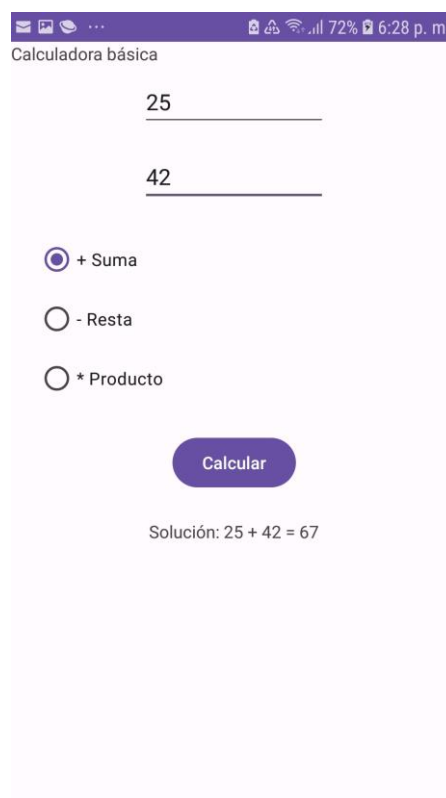 72% 6:28 p. m
Calculadora básica
25
42
+ Suma
- Resta
* Producto
Calcular
Solución: 25 + 42 = 67